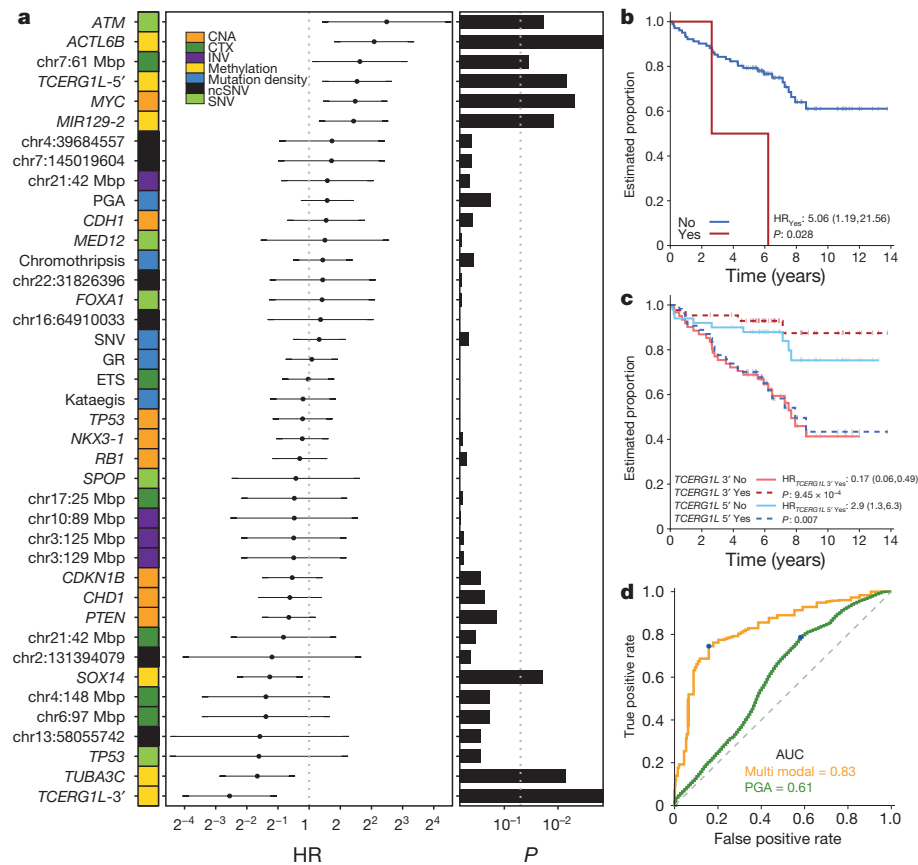 a
ATM
ACTL6B
chr7:61 Mbp
TCERG1L-5′
MYC
MIR129-2
chr4:39684557
chr7:145019604
chr21:42 Mbp
PGA
CDH1
MED12
Chromothripsis
chr22:31826396
FOXA1
chr16:64910033
SNV
GR
ETS
Kataegis
TP53
NKX3-1
RB1
SPOP
chr17:25 Mbp
chr10:89 Mbp
chr3:125 Mbp
chr3:129 Mbp
CDKN1B
CHD1
PTEN
chr21:42 Mbp
chr2:131394079
SOX14
chr4:148 Mbp
chr6:97 Mbp
chr13:58055742
TP53
TUBA3C
TCERG1L-3′
CNA
CTX
INV
Methylation
Mutation density
ncSNV
SNV
2⁻⁴ 2⁻³ 2⁻² 2⁻¹ 1 2 2² 2³ 2⁴
HR
10⁻¹ 10⁻²
P
b
Estimated proportion
1.0
0.8
0.6
0.4
0.2
0
No
Yes
HR_Yes: 5.06 (1.19,21.56)
P: 0.028
0 2 4 6 8 10 12 14
Time (years)
c
Estimated proportion
1.0
0.8
0.6
0.4
0.2
0
TCERG1L 3′ No
TCERG1L 3′ Yes
TCERG1L 5′ No
TCERG1L 5′ Yes
HR_TCERG1L 3′ Yes: 0.17 (0.06,0.49)
P: 9.45 × 10⁻⁴
HR_TCERG1L 5′ Yes: 2.9 (1.3,6.3)
P: 0.007
0 2 4 6 8 10 12 14
Time (years)
d
True positive rate
1.0
0.8
0.6
0.4
0.2
0
AUC
Multi modal = 0.83
PGA = 0.61
0 0.2 0.4 0.6 0.8 1.0
False positive rate